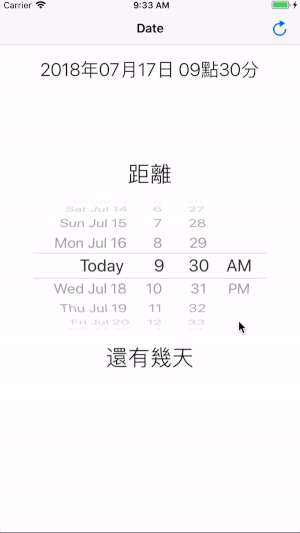 Carrier 9:33 AM
Date
2018年07月17日 09點30分
距離
Sat Jul 14 6 27
Sun Jul 15 7 28
Mon Jul 16 8 29
Today 9 30 AM
Wed Jul 18 10 31 PM
Thu Jul 19 11 32
Fri Jul 20 12 33
還有幾天